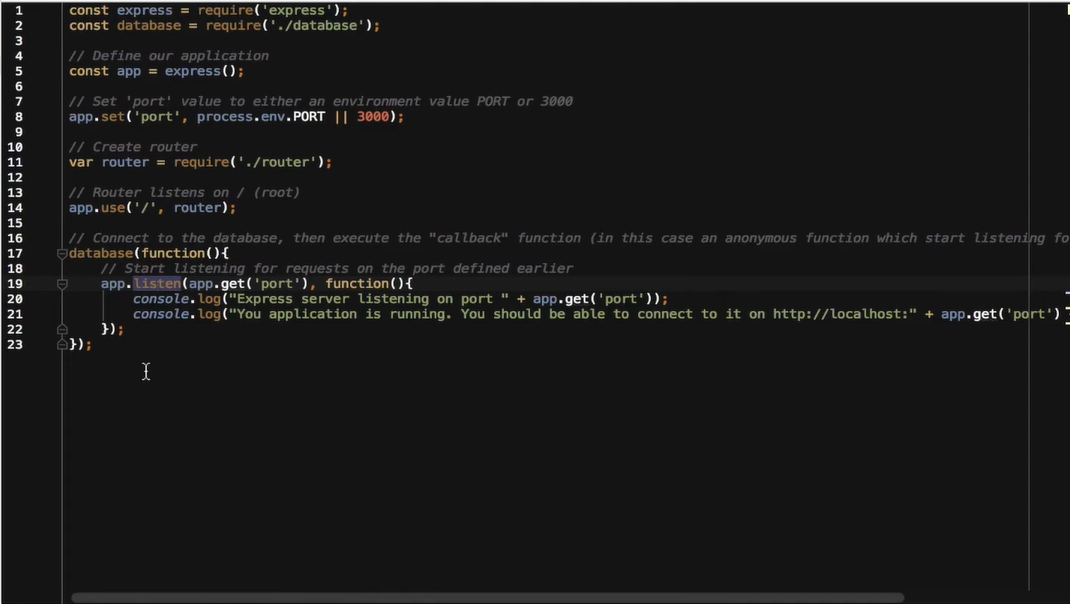 1 const express = require('express');
2 const database = require('./database');
3
4 // Define our application
5 const app = express();
6
7 // Set 'port' value to either an environment value PORT or 3000
8 app.set('port', process.env.PORT || 3000);
9
10 // Create router
11 var router = require('./router');
12
13 // Router listens on / (root)
14 app.use('/', router);
15
16 // Connect to the database, then execute the "callback" function (in this case an anonymous function which start listening fo
17 database(function(){
18 // Start listening for requests on the port defined earlier
19 app.listen(app.get('port'), function(){
20 console.log("Express server listening on port " + app.get('port'));
21 console.log("You application is running. You should be able to connect to it on http://localhost:" + app.get('port')
22 });
23 });